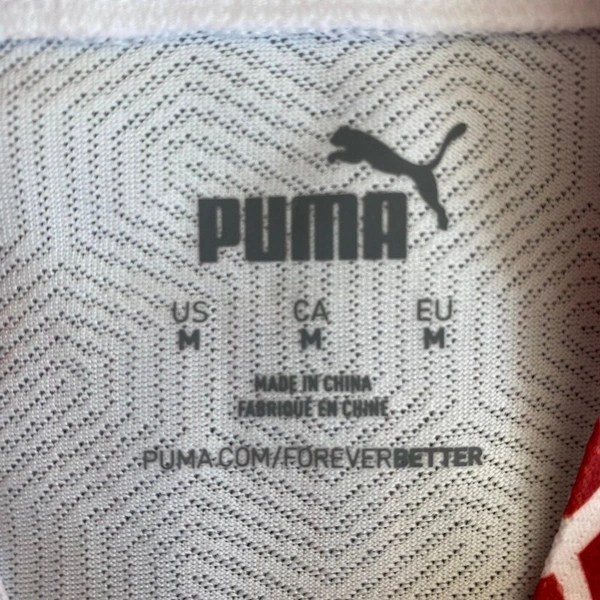 PUMA
US CA EU
M M M
MADE IN CHINA
FABRIQUÉ EN CHINE
PUMA.COM/FOREVERBETTER